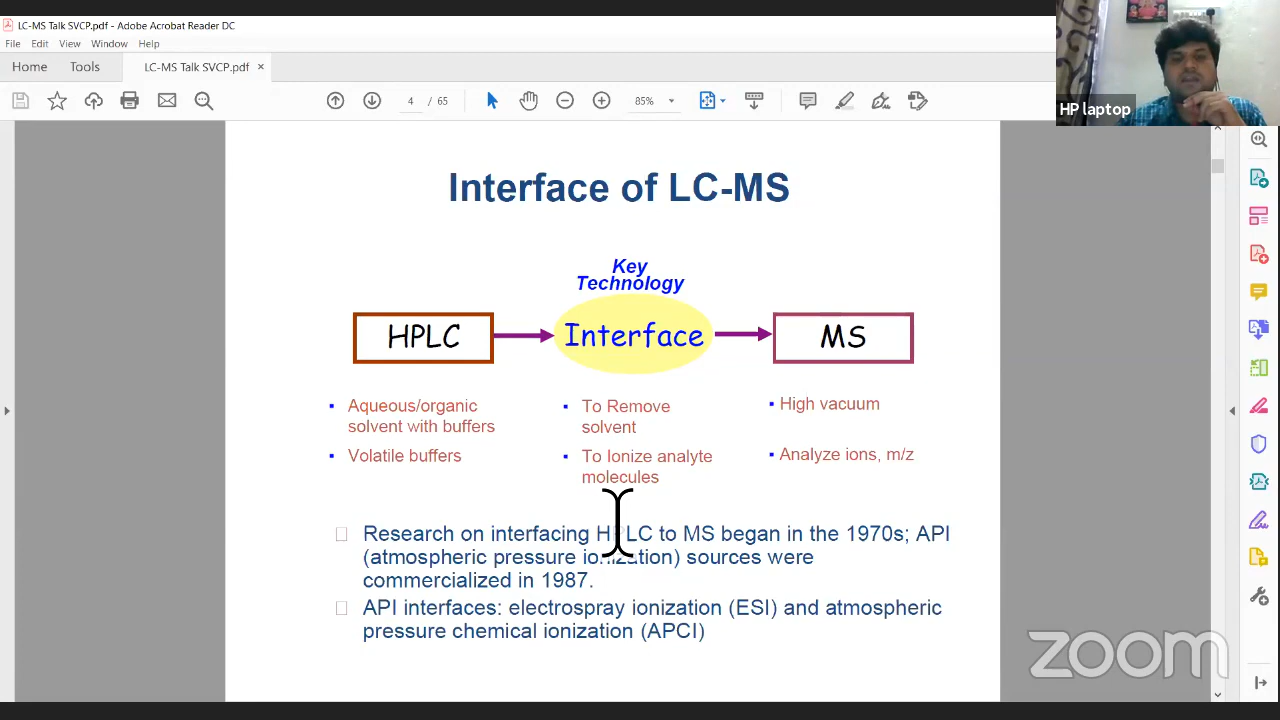 LC-MS Talk SVCP.pdf - Adobe Acrobat Reader DC
File Edit View Window Help
Home Tools LC-MS Talk SVCP.pdf ×
4 / 65 85%
HP laptop
Interface of LC-MS
Key
Technology
HPLC Interface MS
Aqueous/organic
solvent with buffers
Volatile buffers
To Remove
solvent
To Ionize analyte
molecules
High vacuum
Analyze ions, m/z
Research on interfacing HPLC to MS began in the 1970s; API
(atmospheric pressure ionization) sources were
commercialized in 1987.
API interfaces: electrospray ionization (ESI) and atmospheric
pressure chemical ionization (APCI)
zoom